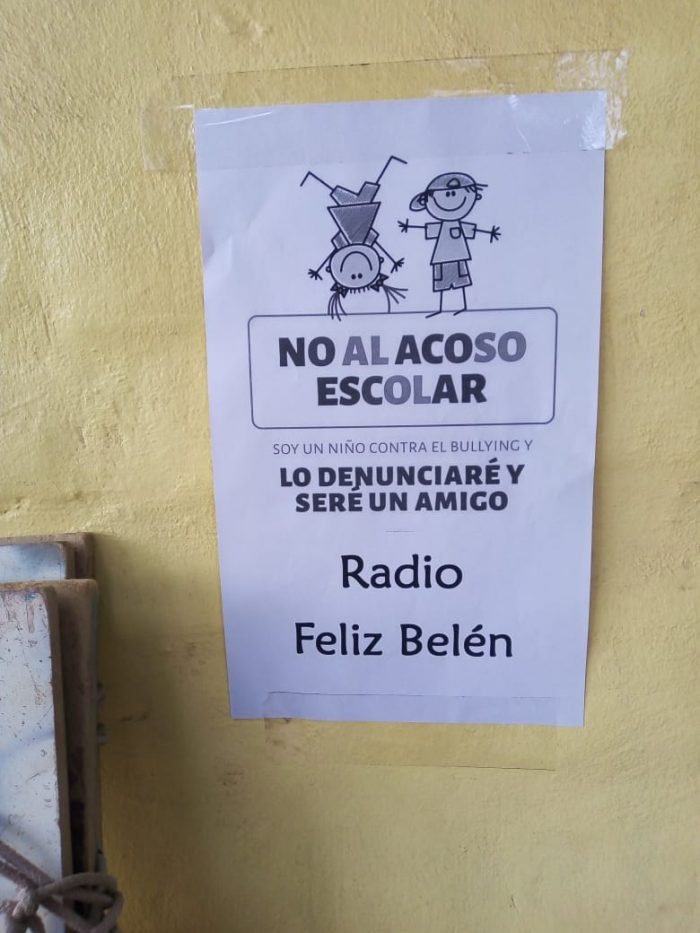 NO AL ACOSO
ESCOLAR
SOY UN NIÑO CONTRA EL BULLYING Y
LO DENUNCIARÉ Y
SERÉ UN AMIGO
Radio
Feliz Belén